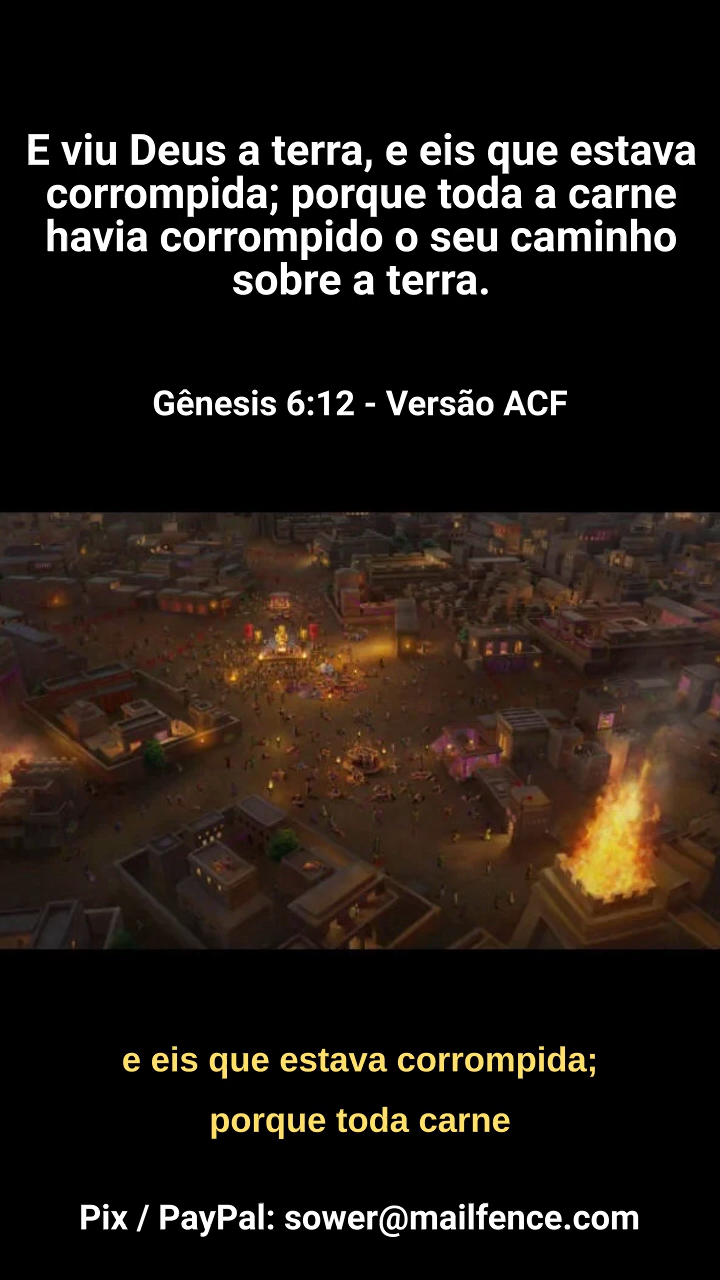 E viu Deus a terra, e eis que estava
corrompida; porque toda a carne
havia corrompido o seu caminho
sobre a terra.
Gênesis 6:12 - Versão ACF
e eis que estava corrompida;
porque toda carne
Pix / PayPal: sower@mailfence.com